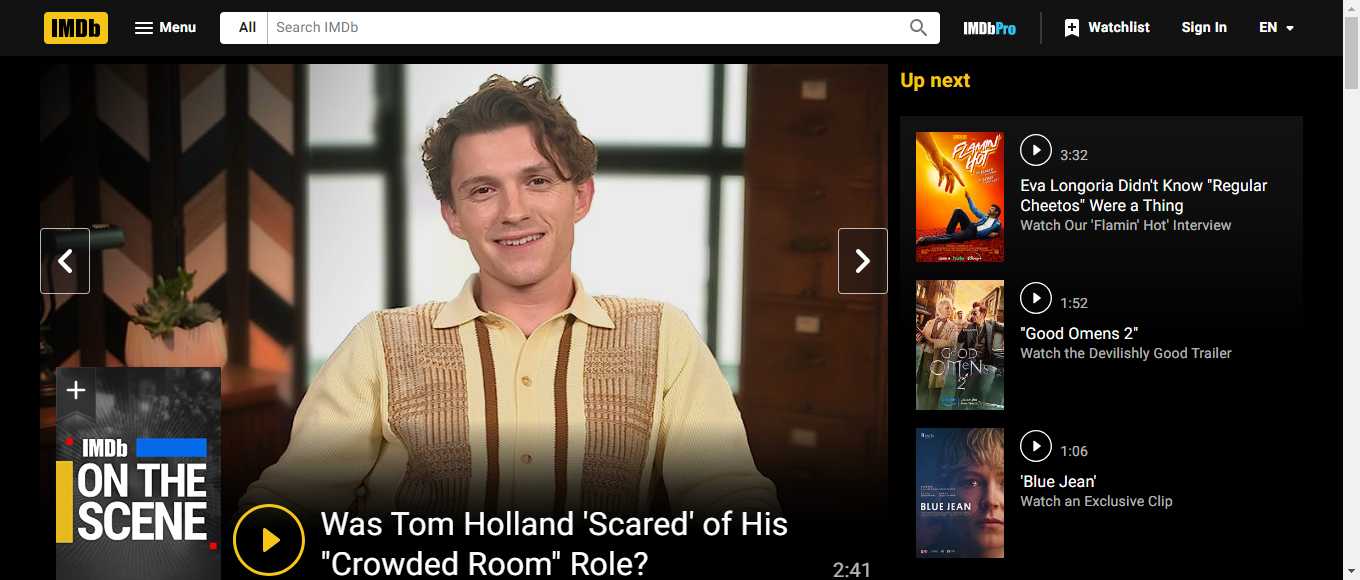 IMDb
Menu
All
Search IMDb
IMDbPro
Watchlist
Sign In
EN
Up next
FLAMIN' HOT
3:32
Eva Longoria Didn't Know "Regular
Cheetos" Were a Thing
Watch Our 'Flamin' Hot' Interview
GOOD
OMENS
2
1:52
"Good Omens 2"
Watch the Devilishly Good Trailer
BLUE JEAN
1:06
'Blue Jean'
Watch an Exclusive Clip
IMDb
ON THE
SCENE
Was Tom Holland 'Scared' of His
"Crowded Room" Role?
2:41